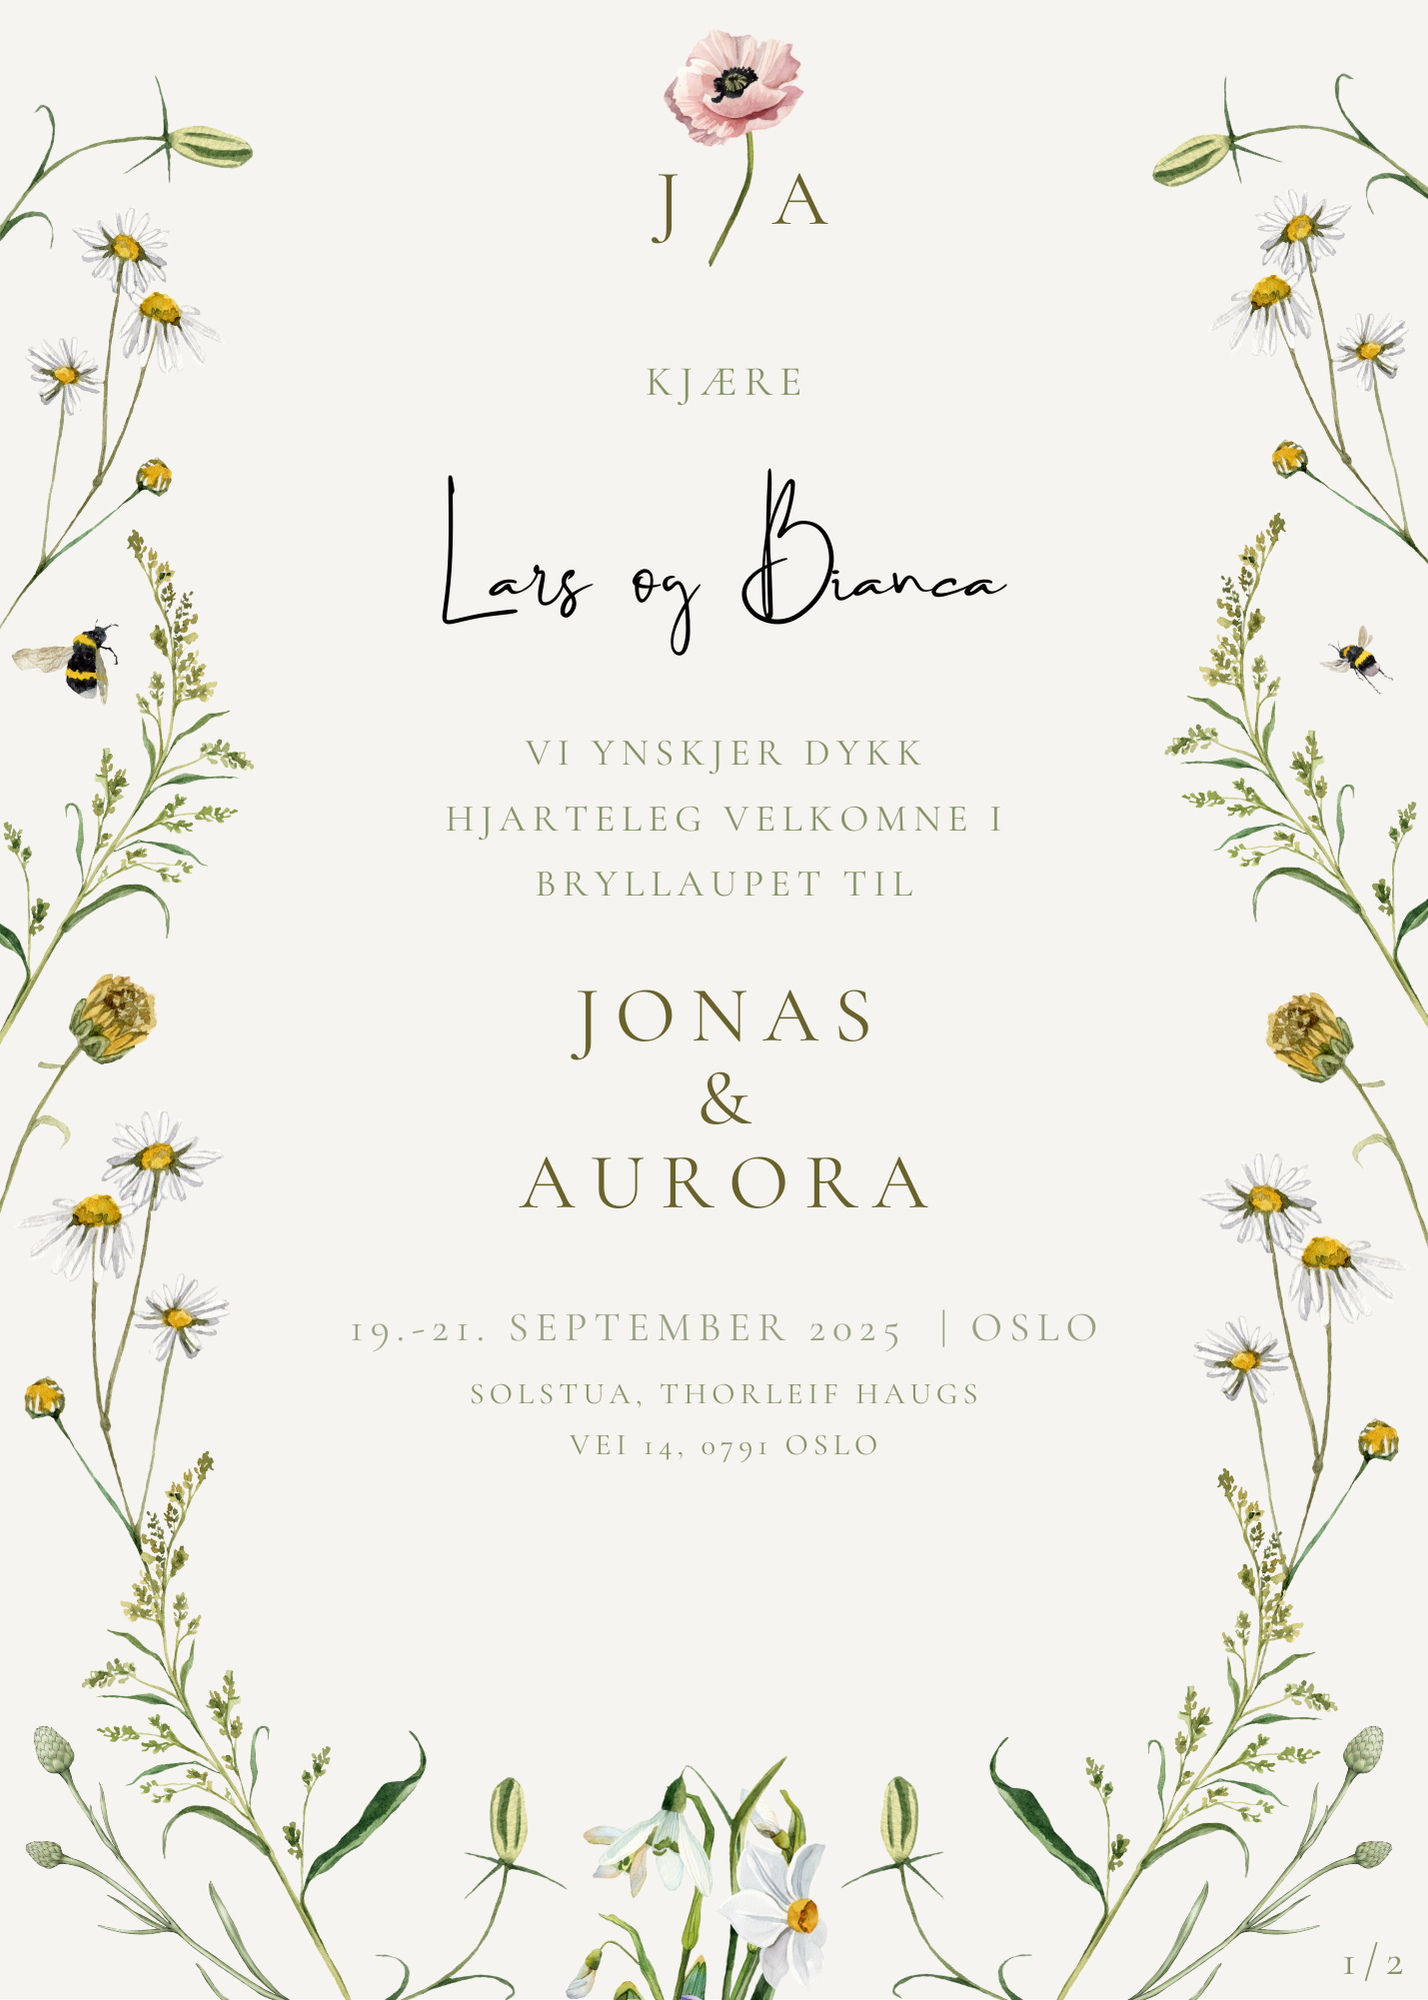 J A
KJÆRE
Lars og Bianca
VI YNSKJER DYKK
HJARTELEG VELKOMNE I
BRYLLAUPET TIL
JONAS
&
AURORA
19.-21. SEPTEMBER 2025 | OSLO
SOLSTUA, THORLEIF HAUGS
VEI 14, 0791 OSLO
1/2